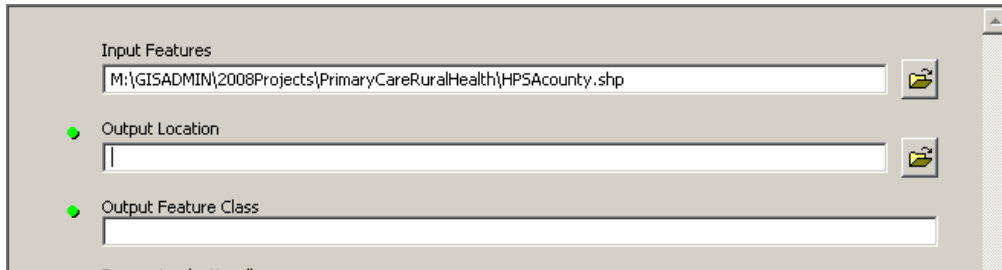 Input Features
M:\GISADMIN\2008Projects\PrimaryCareRuralHealth\HPSAcounty.shp
Output Location
Output Feature Class